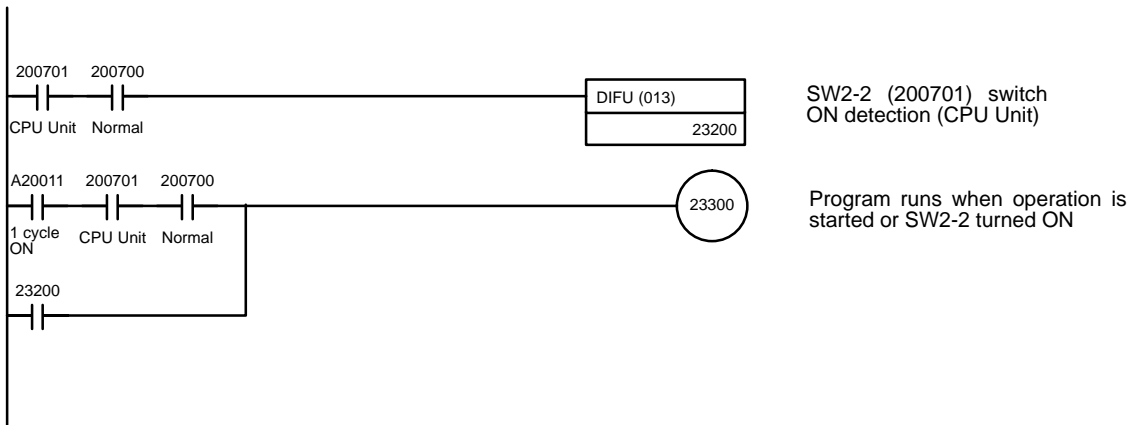 200701 200700
DIFU (013)
SW2-2 (200701) switch
ON detection (CPU Unit)
CPU Unit Normal
23200
A20011 200701 200700
23300
Program runs when operation is
started or SW2-2 turned ON
1 cycle
ON
CPU Unit Normal
23200